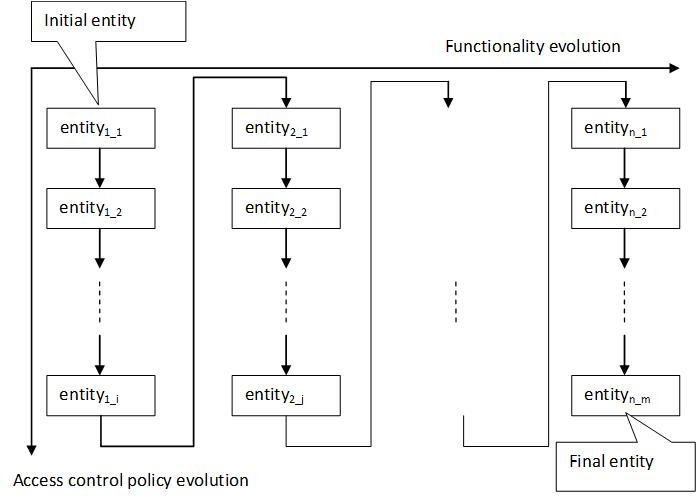 Initial entity
Functionality evolution
entity1_1
entity2_1
entityn_1
entity1_2
entity2_2
entityn_2
entity1_i
entity2_j
entityn_m
Final entity
Access control policy evolution